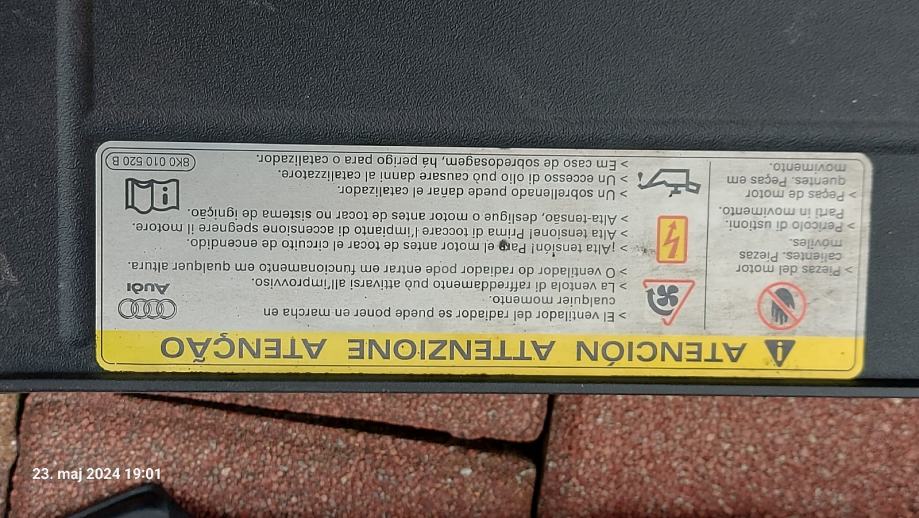 ATENCIÓN ATTENZIONE ATENÇÃO
> Piezas del motor
calientes. Piezas
móviles.
> Pericolo di ustioni.
Parti in movimento.
> Peças de motor
quentes. Peças em
movimento.
> El ventilador del radiador se puede poner en marcha en
cualquier momento.
> La ventola di raffredamento può attivarsi all'improvviso.
> O ventilador do radiador pode entrar em funcionamento em qualquer altura.
> ¡Alta tensión! Para el motor antes de tocar el circuito de encendido.
> Alta tensione! Prima di toccare l'impianto di accensione spegnere il motore.
> Alta-tensão, desligue o motor antes de tocar no sistema de ignição.
> Un sobrellenado puede dañar el catalizador.
> Un eccesso di olio può causare danni al catalizzatore.
> Em caso de sobredosagem, há perigo para o catalizador.
Audi
i
8K0 010 520 B
23. maj 2024 19:01